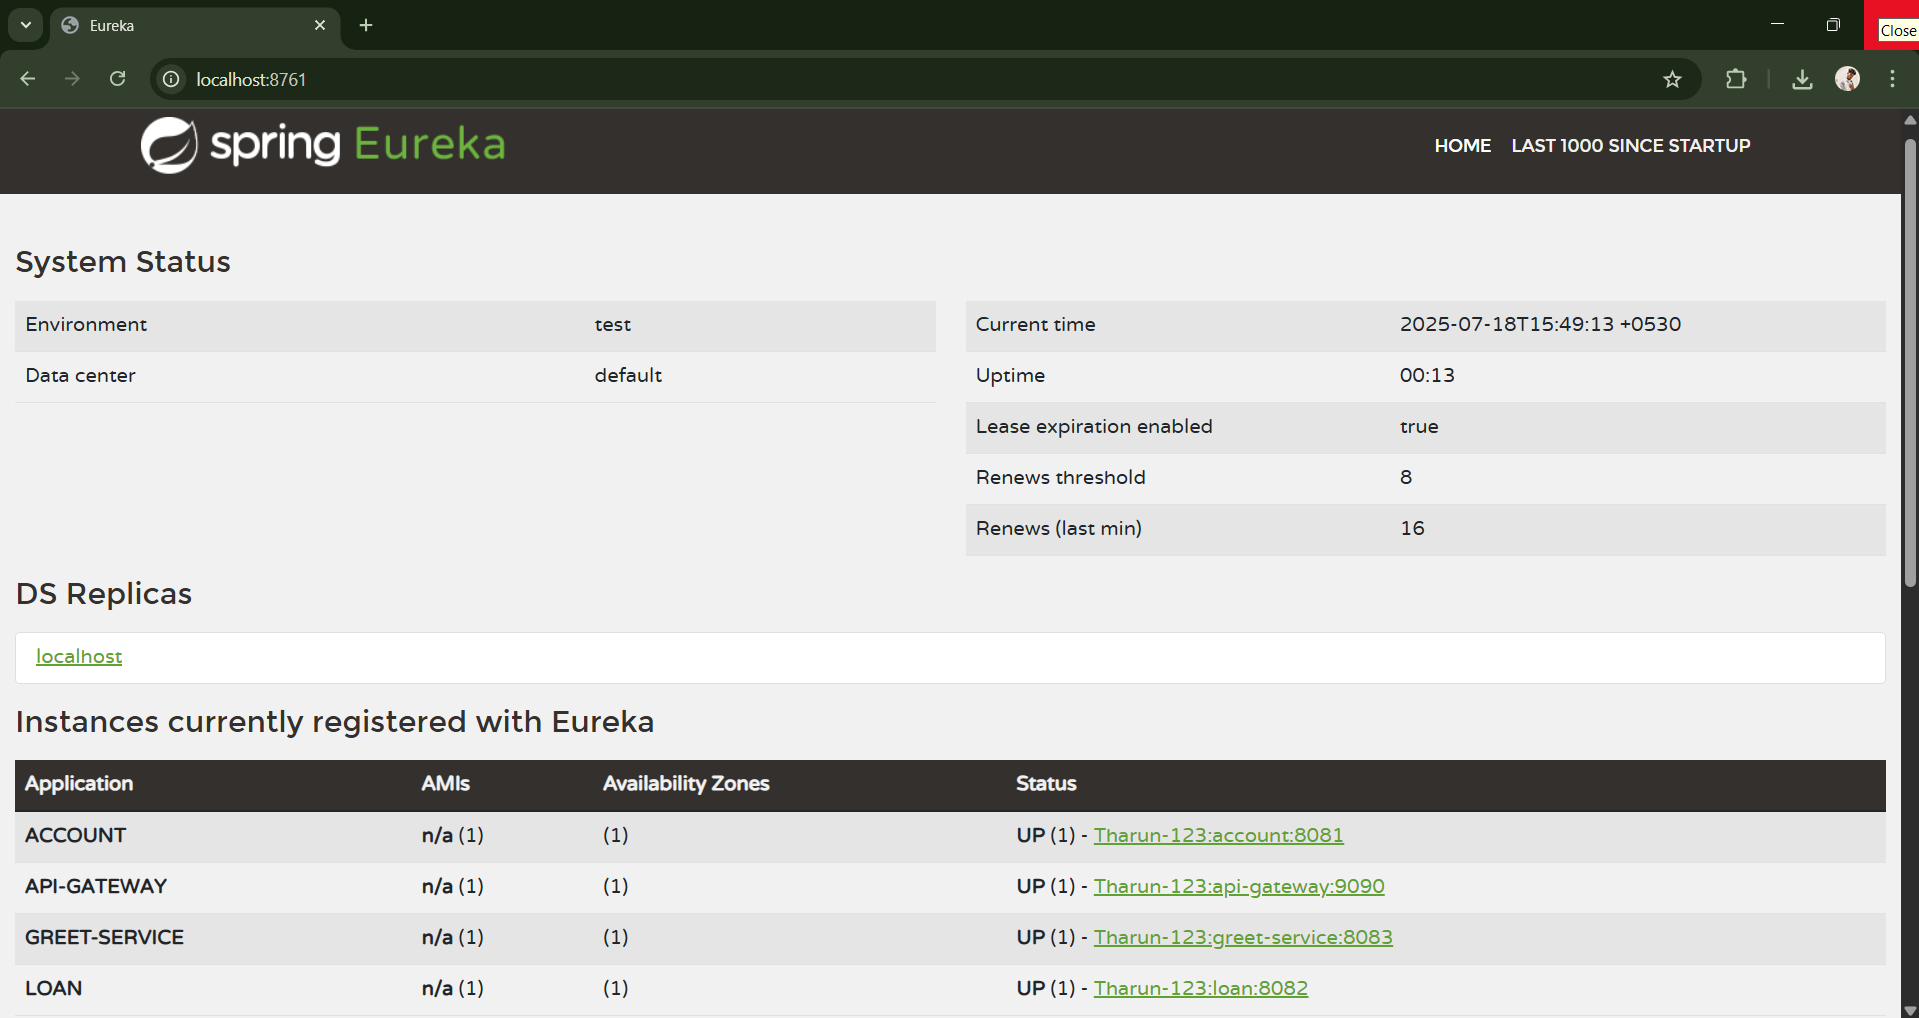 Eureka
Close
localhost:8761
spring Eureka
HOME LAST 1000 SINCE STARTUP
System Status
Environment test
Data center default
Current time 2025-07-18T15:49:13 +0530
Uptime 00:13
Lease expiration enabled true
Renews threshold 8
Renews (last min) 16
DS Replicas
localhost
Instances currently registered with Eureka
Application AMIs Availability Zones Status
ACCOUNT n/a (1) (1) UP (1) - Tharun-123:account:8081
API-GATEWAY n/a (1) (1) UP (1) - Tharun-123:api-gateway:9090
GREET-SERVICE n/a (1) (1) UP (1) - Tharun-123:greet-service:8083
LOAN n/a (1) (1) UP (1) - Tharun-123:loan:8082